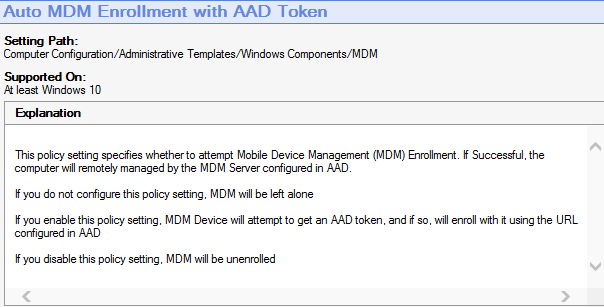 Auto MDM Enrollment with AAD Token
Setting Path:
Computer Configuration/Administrative Templates/Windows Components/MDM
Supported On:
At least Windows 10
Explanation
This policy setting specifies whether to attempt Mobile Device Management (MDM) Enrollment. If Successful, the
computer will remotely managed by the MDM Server configured in AAD.
If you do not configure this policy setting, MDM will be left alone
If you enable this policy setting, MDM Device will attempt to get an AAD token, and if so, will enroll with it using the URL
configured in AAD
If you disable this policy setting, MDM will be unenrolled